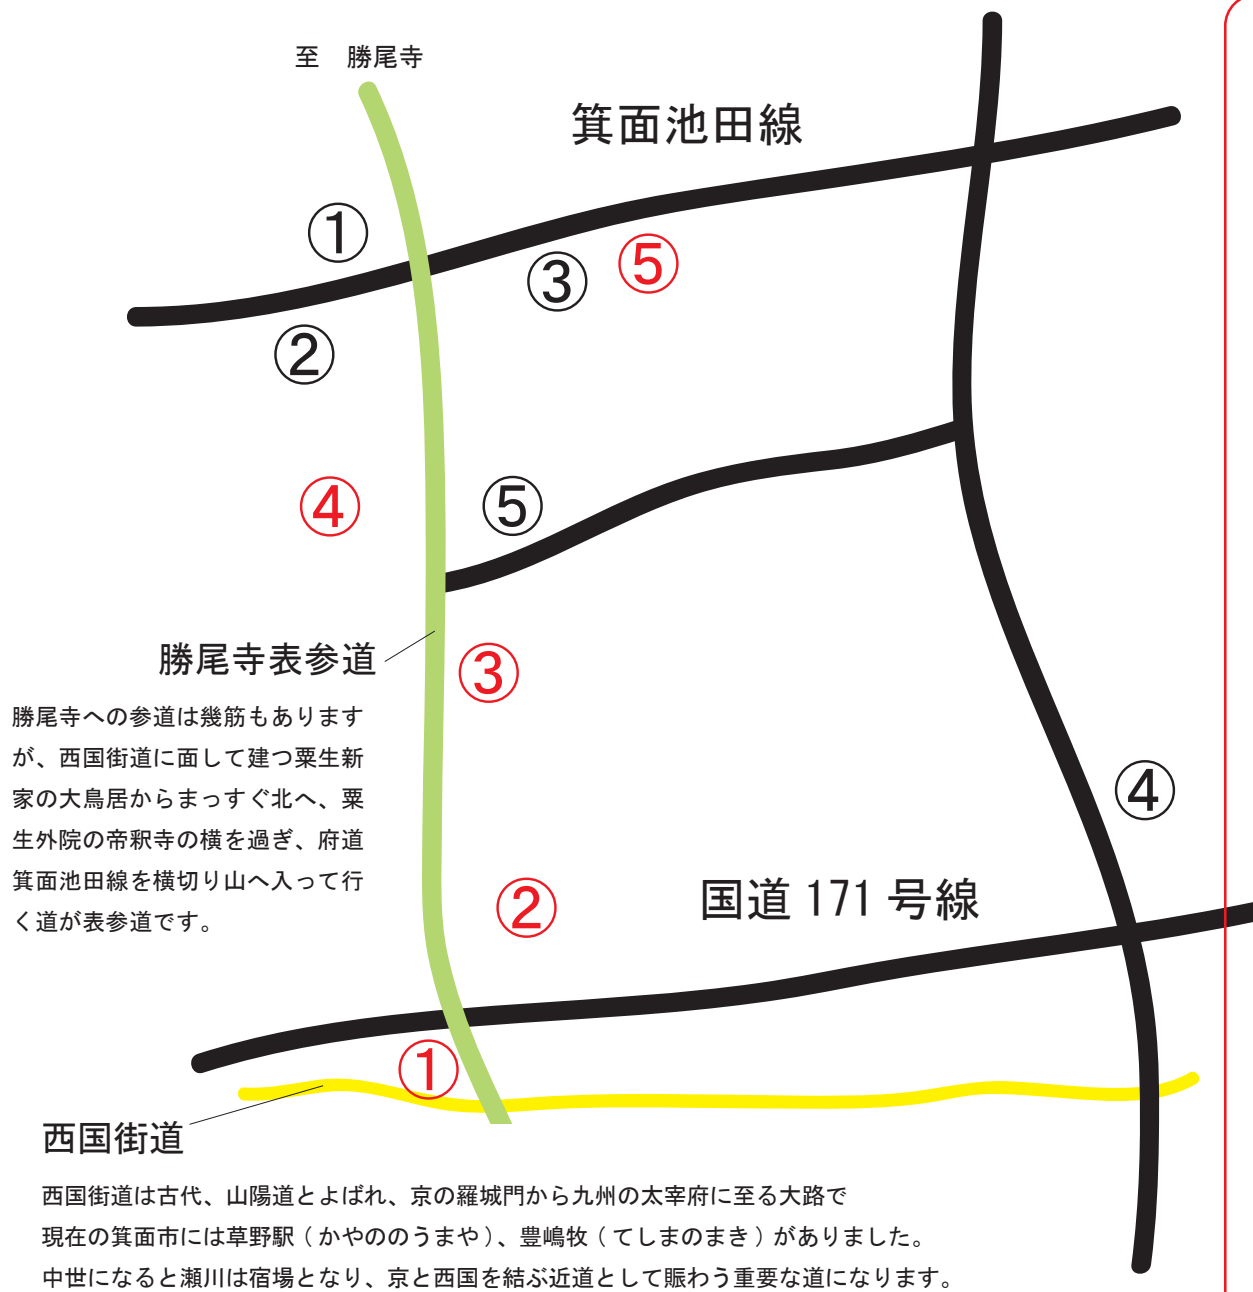 至　勝尾寺
箕面池田線
①
③
⑤
②
④
⑤
勝尾寺表参道
③
勝尾寺への参道は幾筋もあります
が、西国街道に面して建つ粟生新
家の大鳥居からまっすぐ北へ、粟
生外院の帝釈寺の横を過ぎ、府道
箕面池田線を横切り山へ入って行
く道が表参道です。
④
②
国道 171 号線
①
西国街道
西国街道は古代、山陽道とよばれ、京の羅城門から九州の太宰府に至る大路で
現在の箕面市には草野駅（かやののうまや）、豊嶋牧（てしまのまき）がありました。
中世になると瀬川は宿場となり、京と西国を結ぶ近道として賑わう重要な道になります。